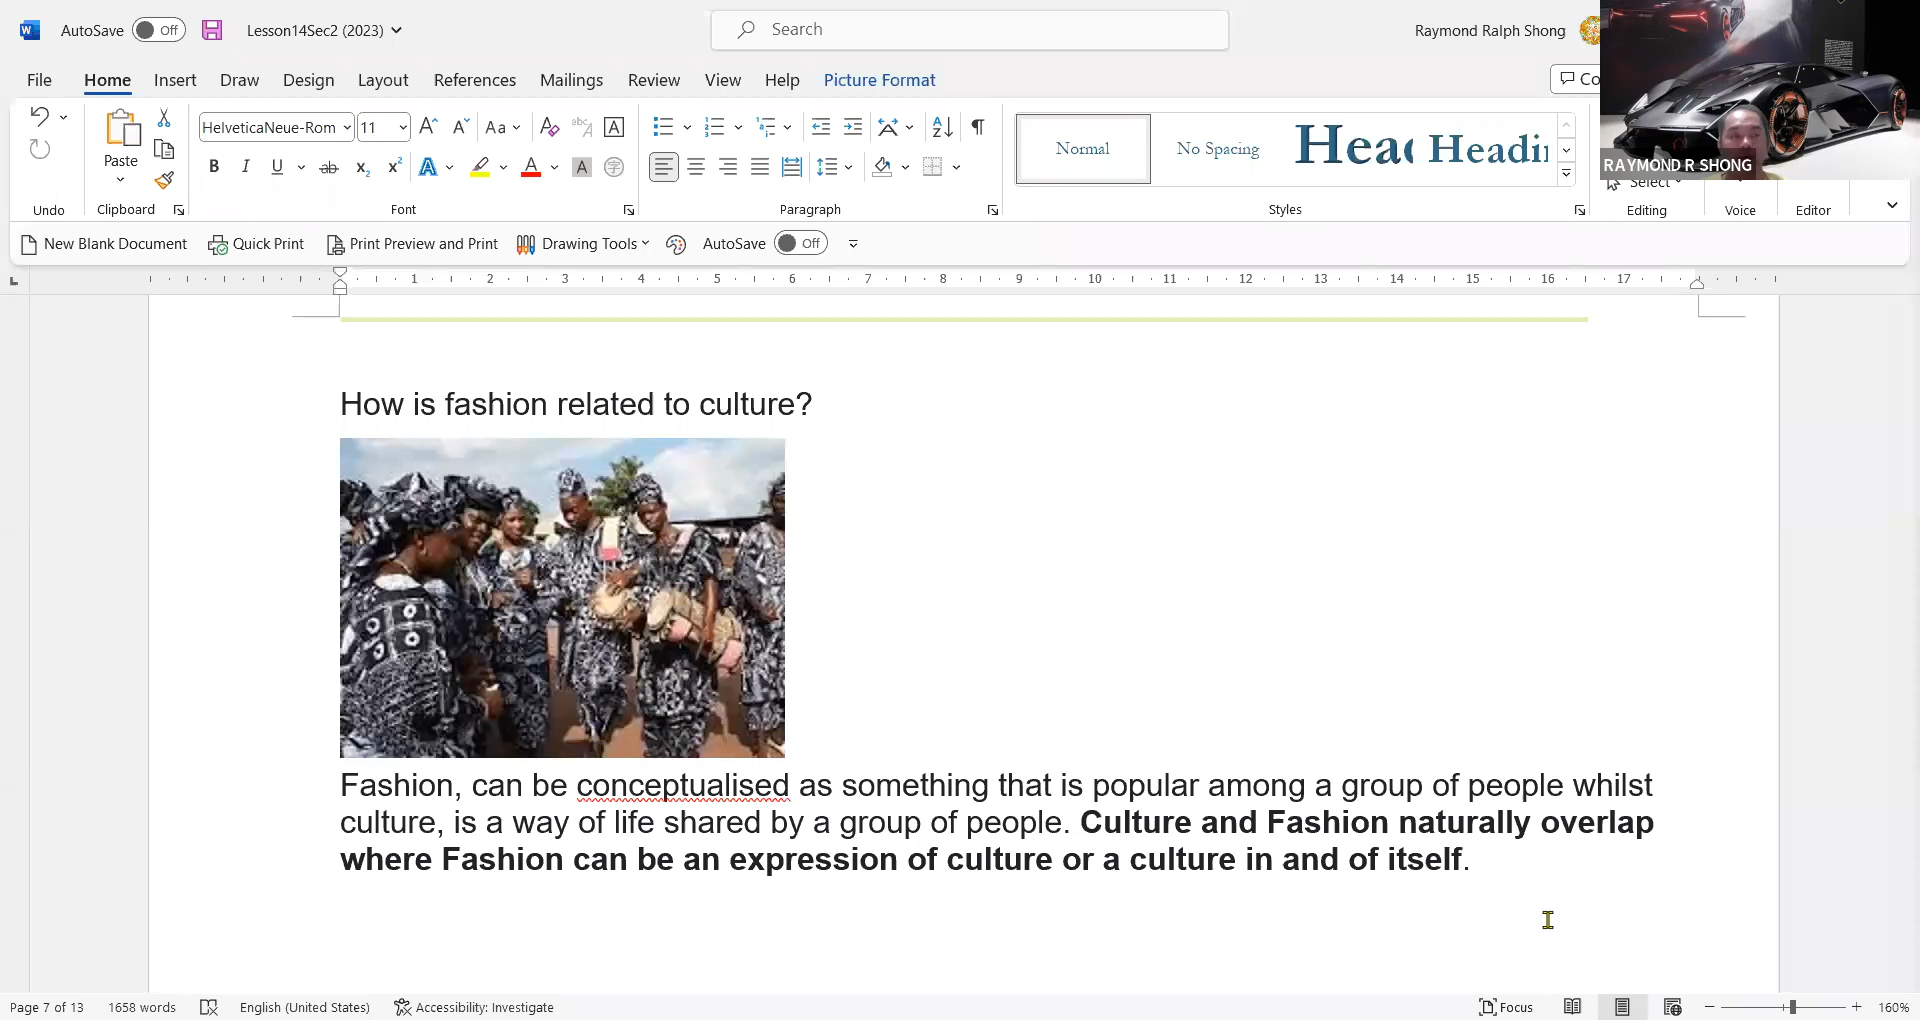 AutoSave Off Lesson14Sec2 (2023) Search Raymond Ralph Shong
File Home Insert Draw Design Layout References Mailings Review View Help Picture Format Co
HelveticaNeue-Rom 11 Normal No Spacing Head Headin
RAYMOND R SHONG
Paste Select
Undo Clipboard Font Paragraph Styles Editing Voice Editor
New Blank Document Quick Print Print Preview and Print Drawing Tools AutoSave Off
1 2 3 4 5 6 7 8 9 10 11 12 13 14 15 16 17
How is fashion related to culture?
Fashion, can be conceptualised as something that is popular among a group of people whilst
culture, is a way of life shared by a group of people. Culture and Fashion naturally overlap
where Fashion can be an expression of culture or a culture in and of itself.
Page 7 of 13 1658 words English (United States) Accessibility: Investigate Focus 160%